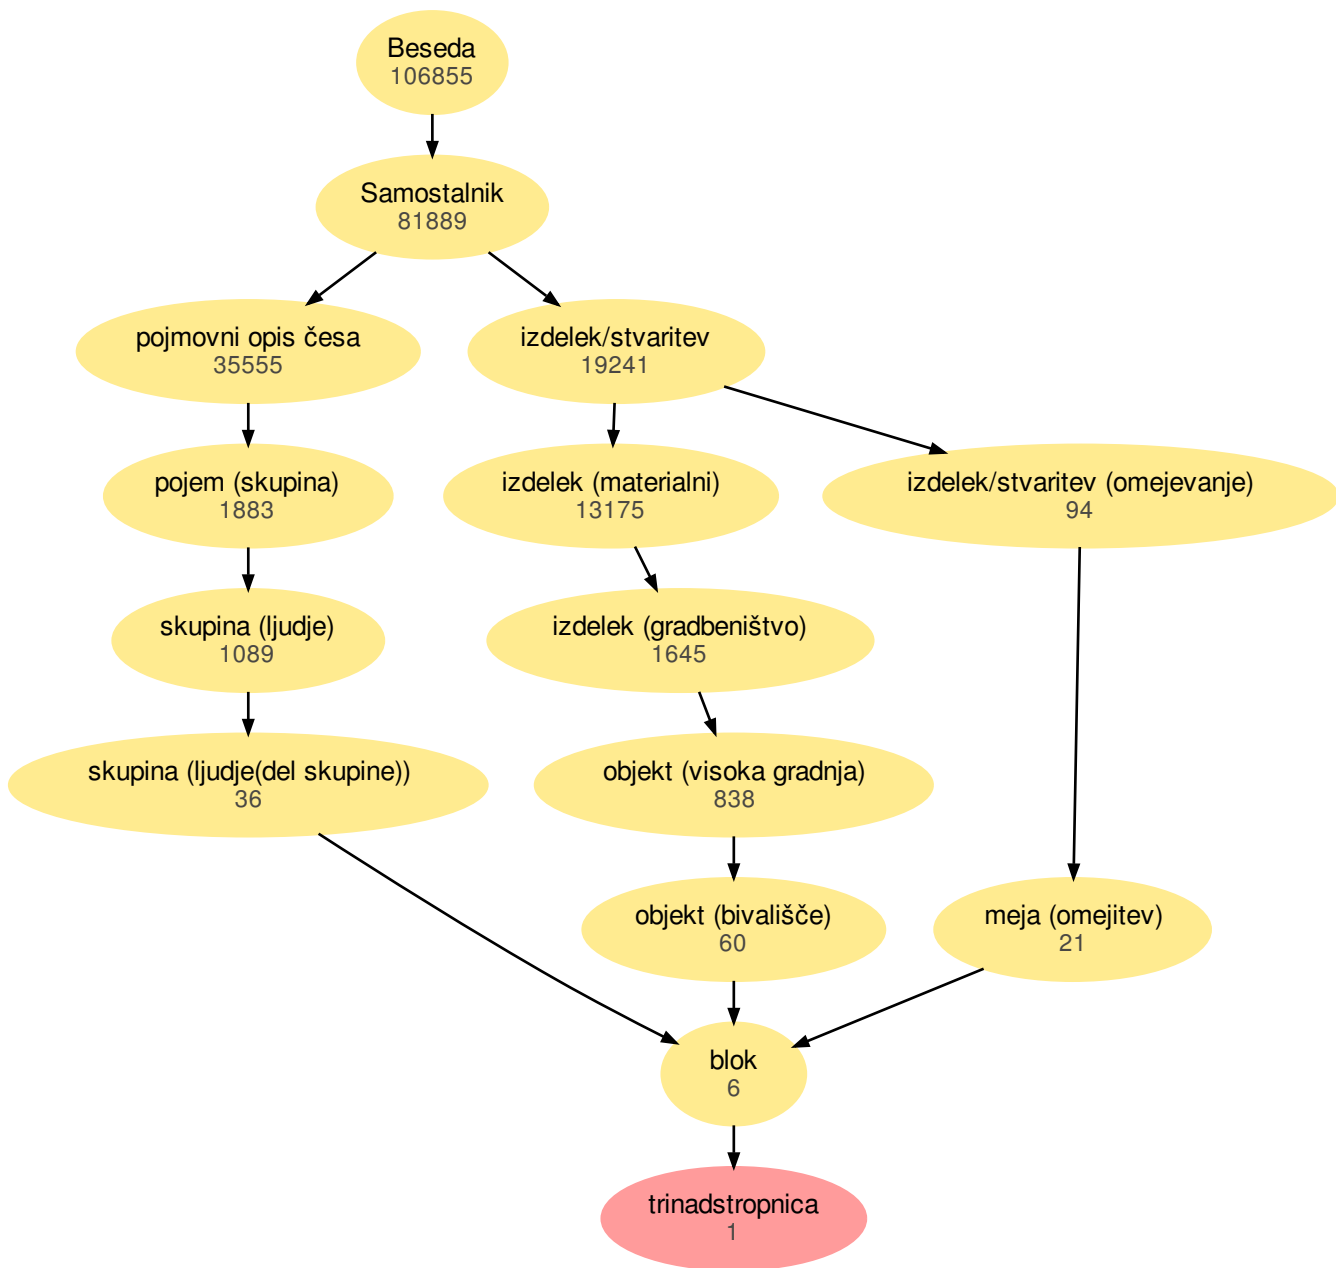 Beseda
106855
Samostalnik
81889
pojmovni opis česa
35555
izdelek/stvaritev
19241
pojem (skupina)
1883
izdelek (materialni)
13175
izdelek/stvaritev (omejevanje)
94
skupina (ljudje)
1089
izdelek (gradbeništvo)
1645
skupina (ljudje(del skupine))
36
objekt (visoka gradnja)
838
objekt (bivališče)
60
meja (omejitev)
21
blok
6
trinadstropnica
1